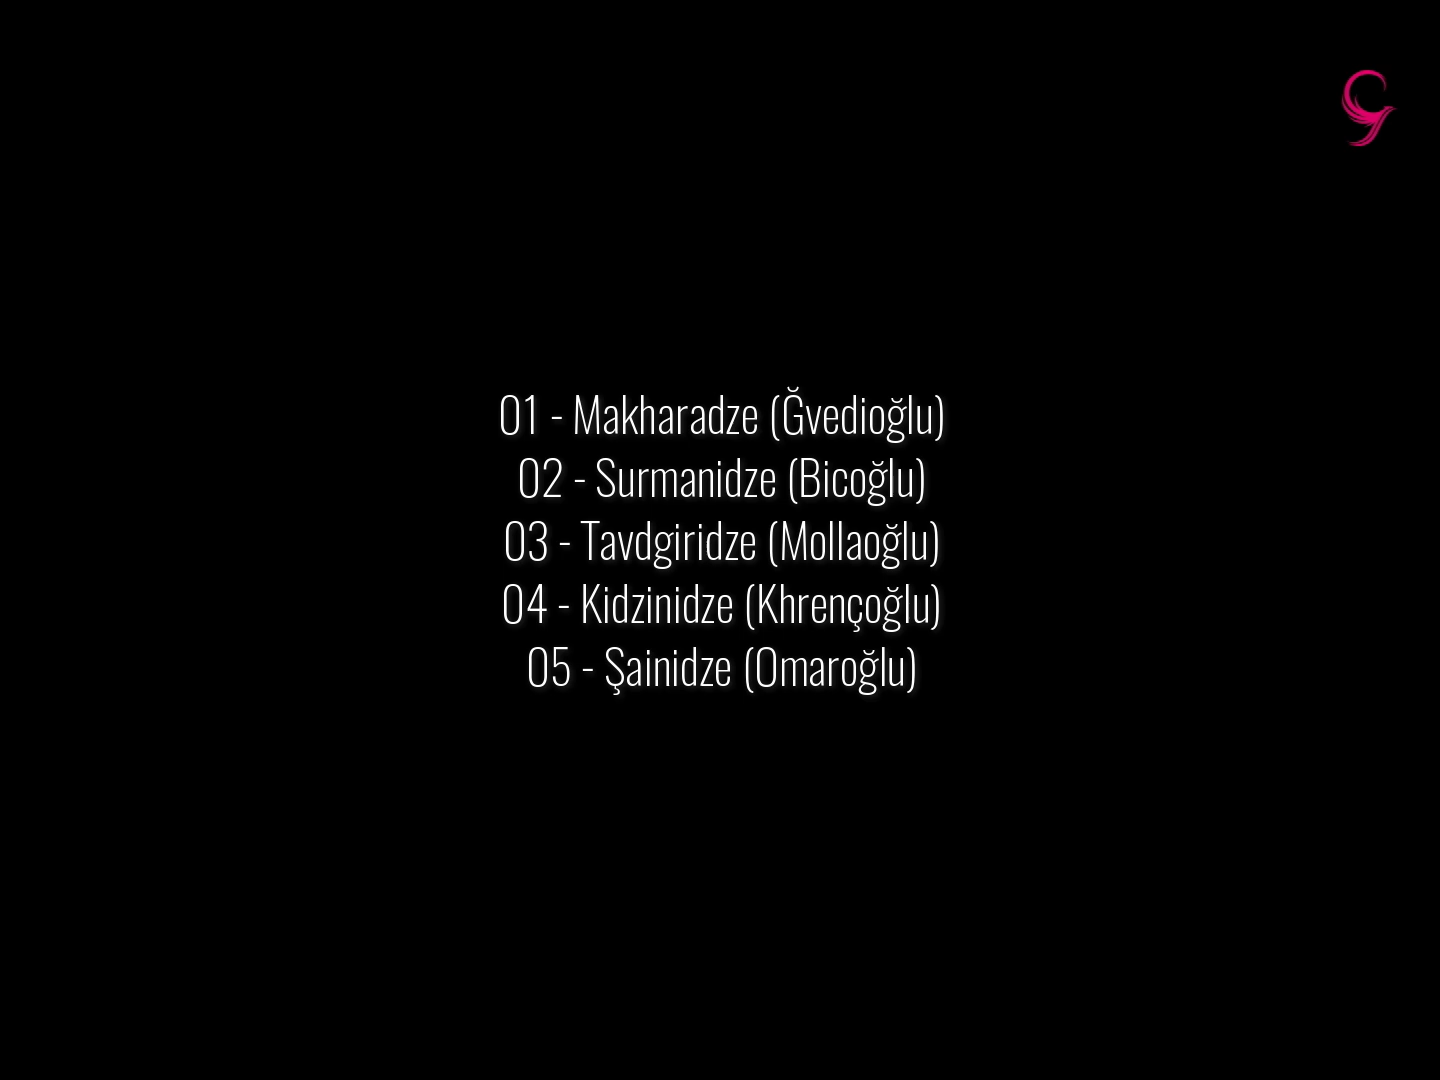 01 - Makharadze (Ğvedioğlu)
02 - Surmanidze (Bicoğlu)
03 - Tavdgiridze (Mollaoğlu)
04 - Kidzinidze (Khrençoğlu)
05 - Şainidze (Omaroğlu)